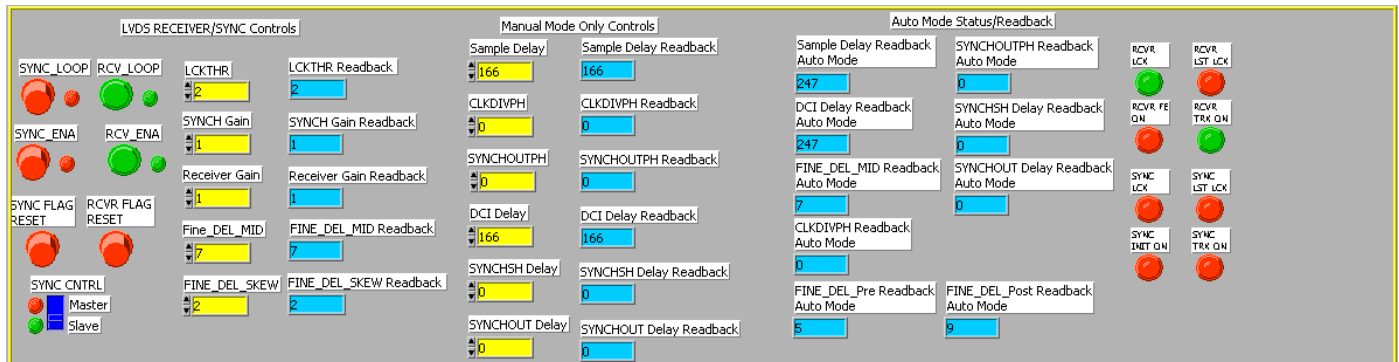 LVDS RECEIVER/SYNC Controls
SYNC_LOOP RCV_LOOP
SYNC_ENA RCV_ENA
SYNC FLAG
RESET
RCVR FLAG
RESET
SYNC CNTRL
Master
Slave
LCKTHR
2
LCKTHR Readback
2
SYNCH Gain
1
SYNCH Gain Readback
1
Receiver Gain
1
Receiver Gain Readback
1
Fine_DEL_MID
7
FINE_DEL_MID Readback
7
FINE_DEL_SKEW
2
FINE_DEL_SKEW Readback
2
Manual Mode Only Controls
Sample Delay
166
Sample Delay Readback
166
CLKDIVPH
0
CLKDIVPH Readback
0
SYNCHOUTPH
0
SYNCHOUTPH Readback
0
DCI Delay
166
DCI Delay Readback
166
SYNCHSH Delay
0
SYNCHSH Delay Readback
0
SYNCHOUT Delay
0
SYNCHOUT Delay Readback
0
Auto Mode Status/Readback
Sample Delay Readback
Auto Mode
247
SYNCHOUTPH Readback
Auto Mode
0
DCI Delay Readback
Auto Mode
247
SYNCHSH Delay Readback
Auto Mode
0
FINE_DEL_MID Readback
Auto Mode
7
SYNCHOUT Delay Readback
Auto Mode
0
CLKDIVPH Readback
Auto Mode
0
FINE_DEL_Pre Readback
Auto Mode
5
FINE_DEL_Post Readback
Auto Mode
9
RCVR
LCK
RCVR
LST LCK
RCVR FE
ON
RCVR
TRK ON
SYNC
LCK
SYNC
LST LCK
SYNC
INIT ON
SYNC
TRK ON